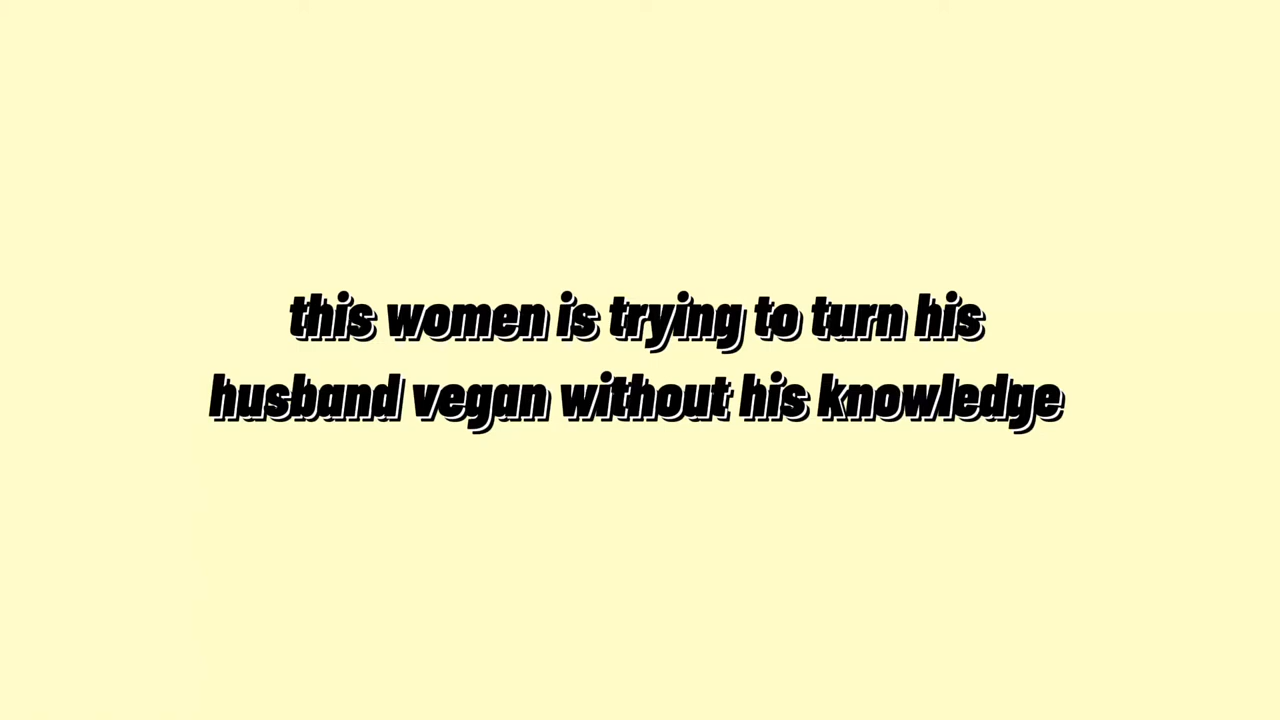 this women is trying to turn his
husband vegan without his knowledge